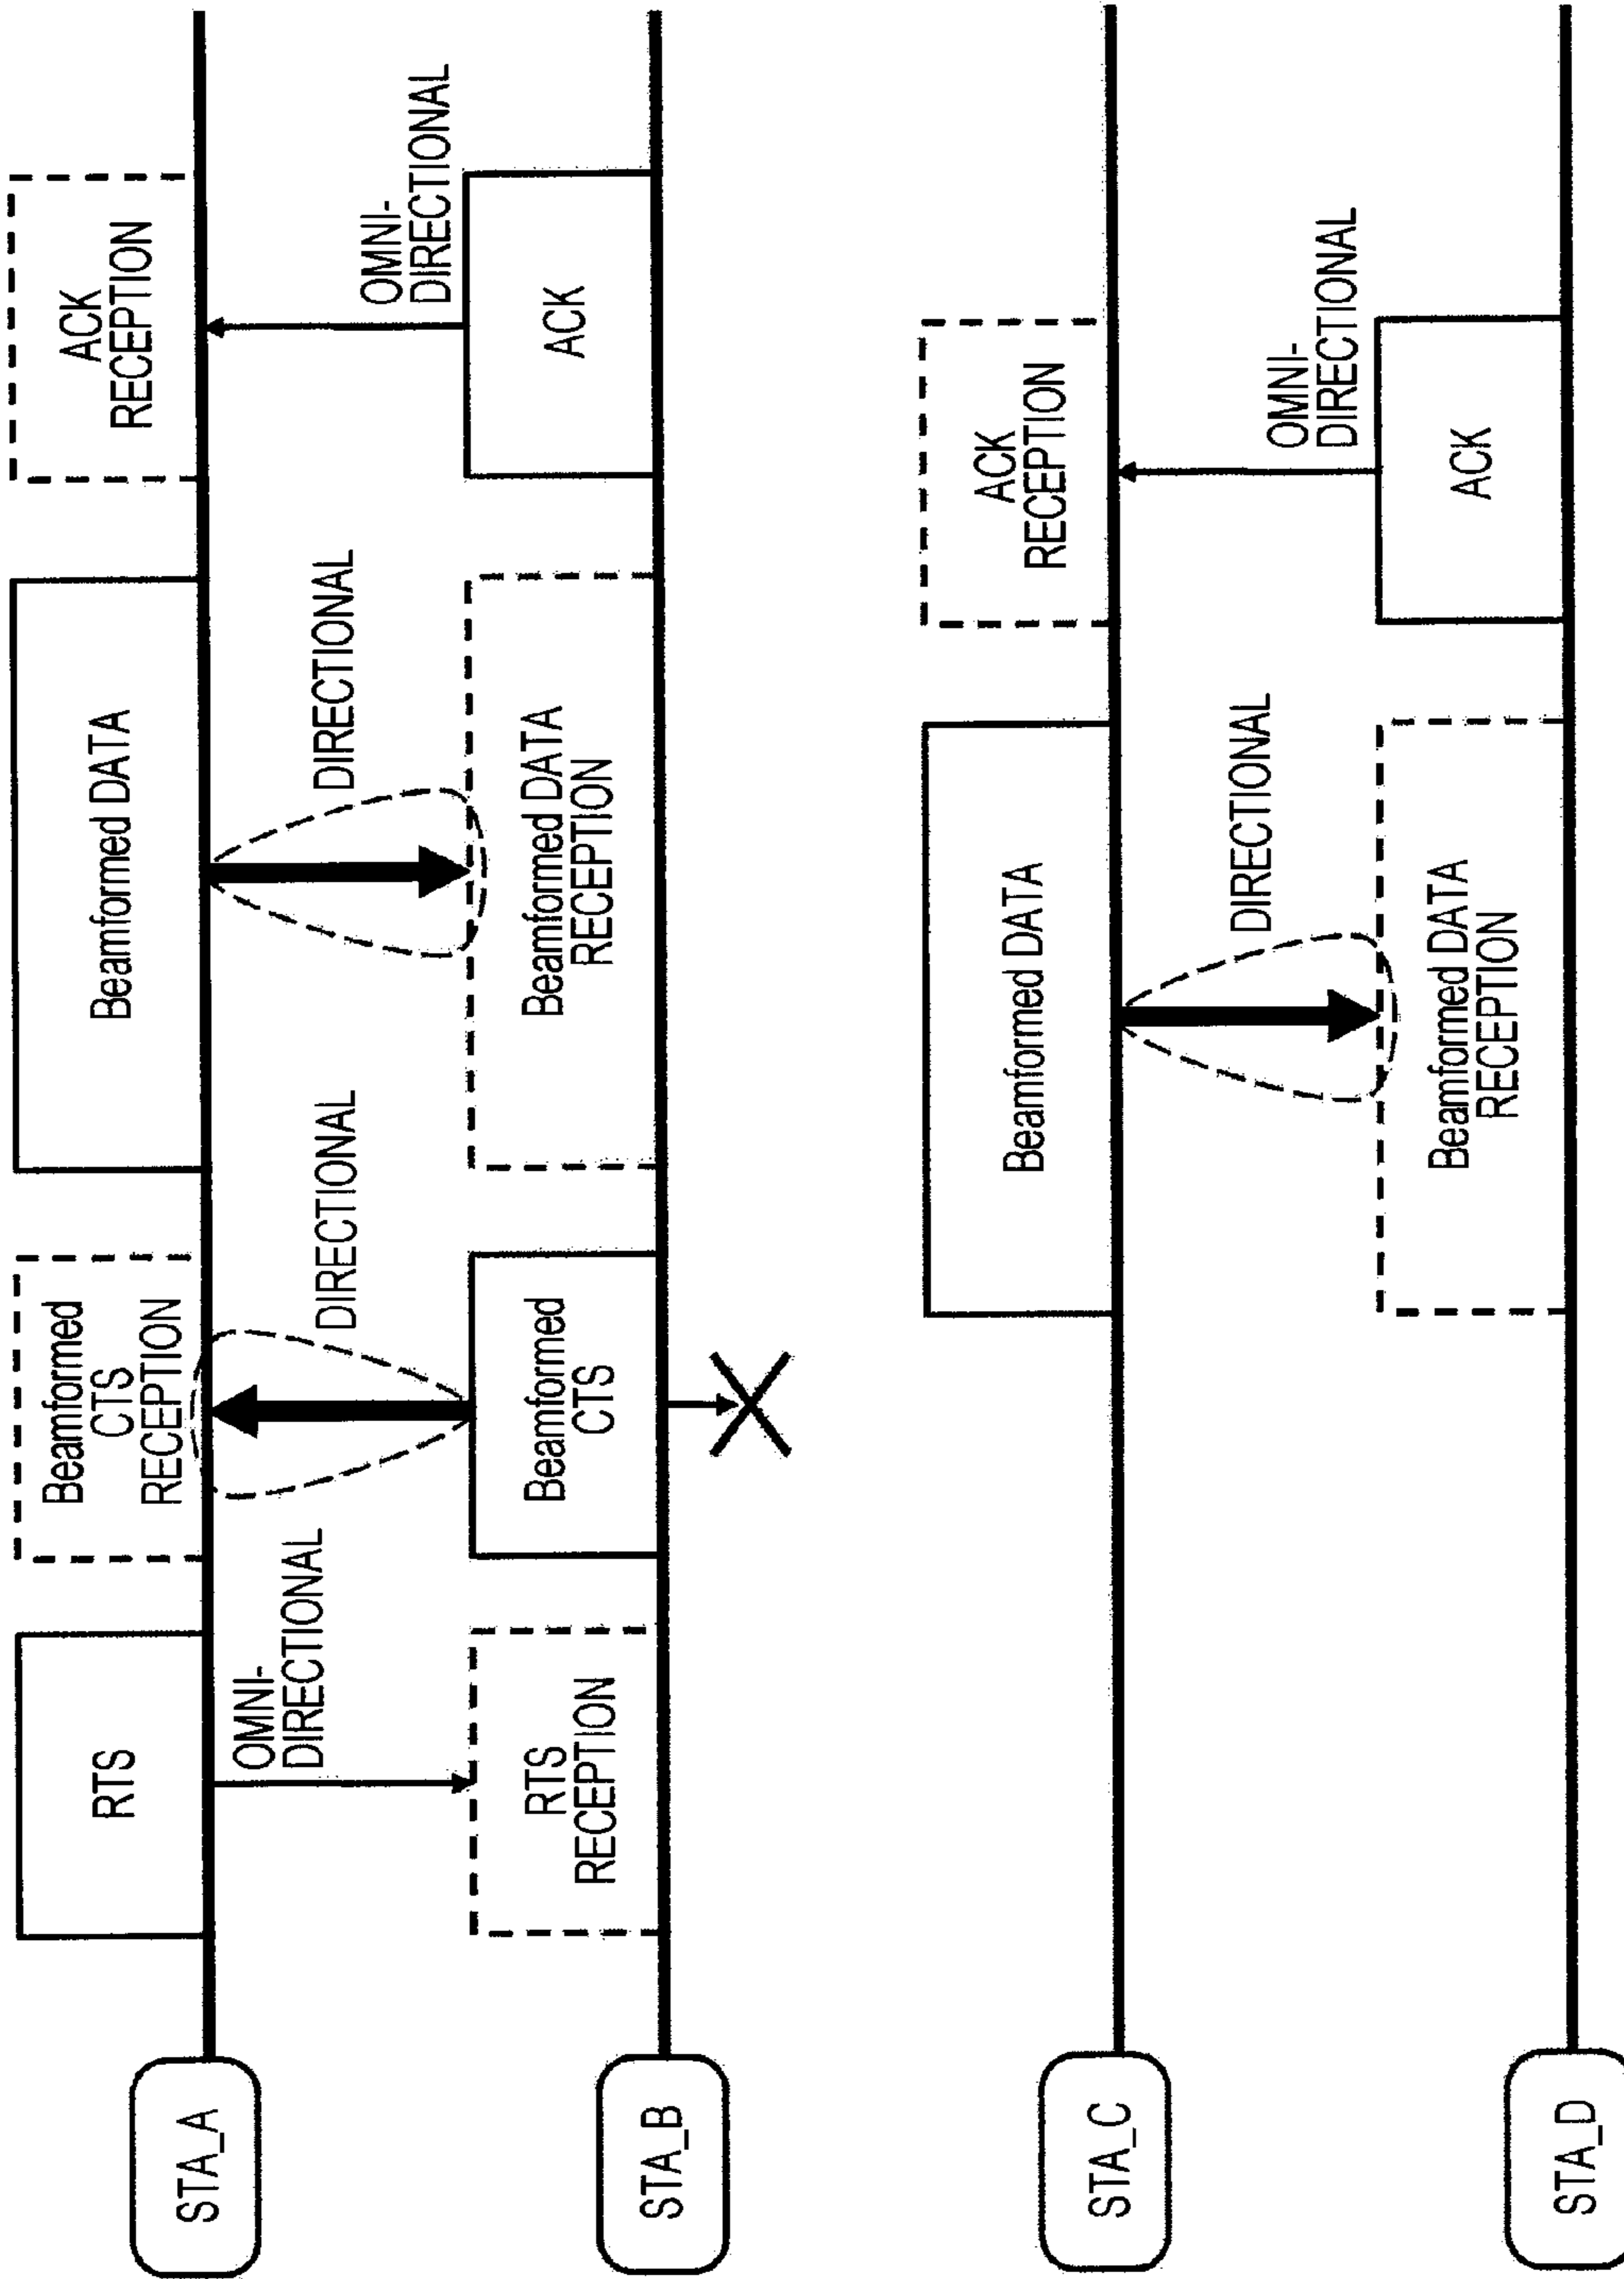 STA_A
RTS
Beamformed
CTS
RECEPTION
Beamformed DATA
ACK
RECEPTION
OMNI-
DIRECTIONAL
DIRECTIONAL
DIRECTIONAL
OMNI-
DIRECTIONAL
STA_B
RTS
RECEPTION
Beamformed
CTS
Beamformed DATA
RECEPTION
ACK
STA_C
Beamformed DATA
ACK
RECEPTION
DIRECTIONAL
OMNI-
DIRECTIONAL
STA_D
Beamformed DATA
RECEPTION
ACK